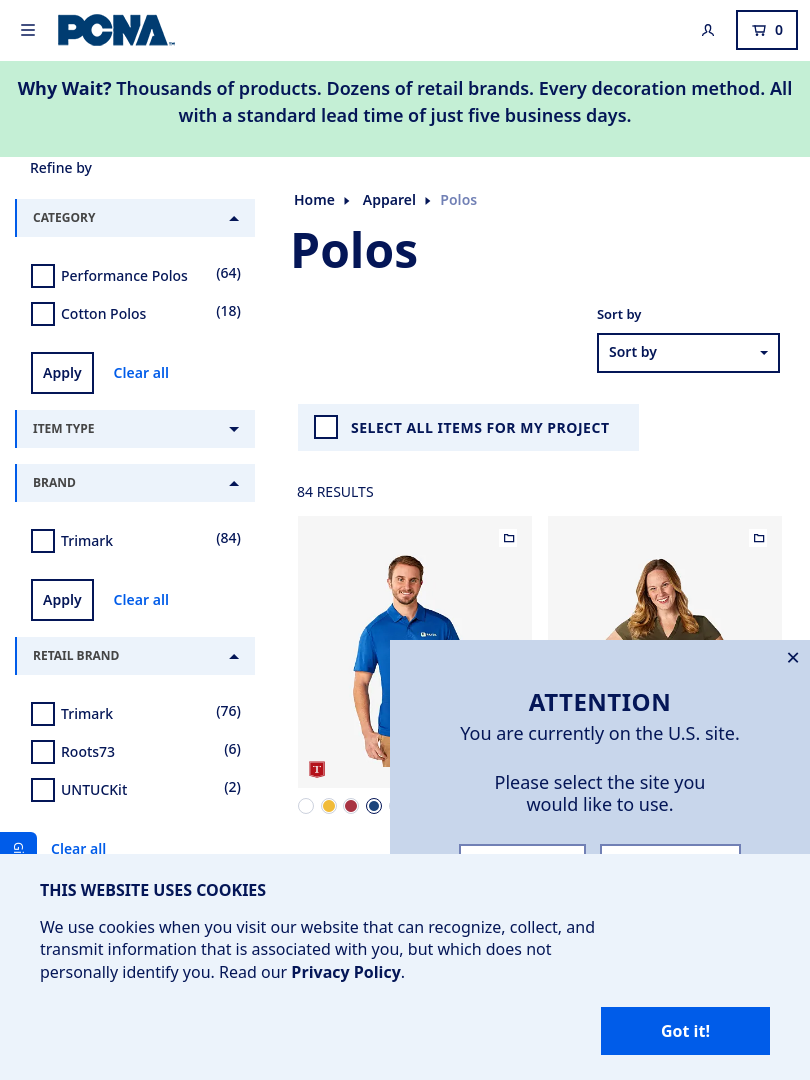 PCNA
0
Why Wait? Thousands of products. Dozens of retail brands. Every decoration method. All
with a standard lead time of just five business days.
Refine by
CATEGORY
Performance Polos (64)
Cotton Polos (18)
Apply Clear all
ITEM TYPE
BRAND
Trimark (84)
Apply Clear all
RETAIL BRAND
Trimark (76)
Roots73 (6)
UNTUCKit (2)
Clear all
Home Apparel Polos
Polos
Sort by
Sort by
SELECT ALL ITEMS FOR MY PROJECT
84 RESULTS
T
ATTENTION
You are currently on the U.S. site.
Please select the site you
would like to use.
THIS WEBSITE USES COOKIES
We use cookies when you visit our website that can recognize, collect, and
transmit information that is associated with you, but which does not
personally identify you. Read our Privacy Policy.
Got it!